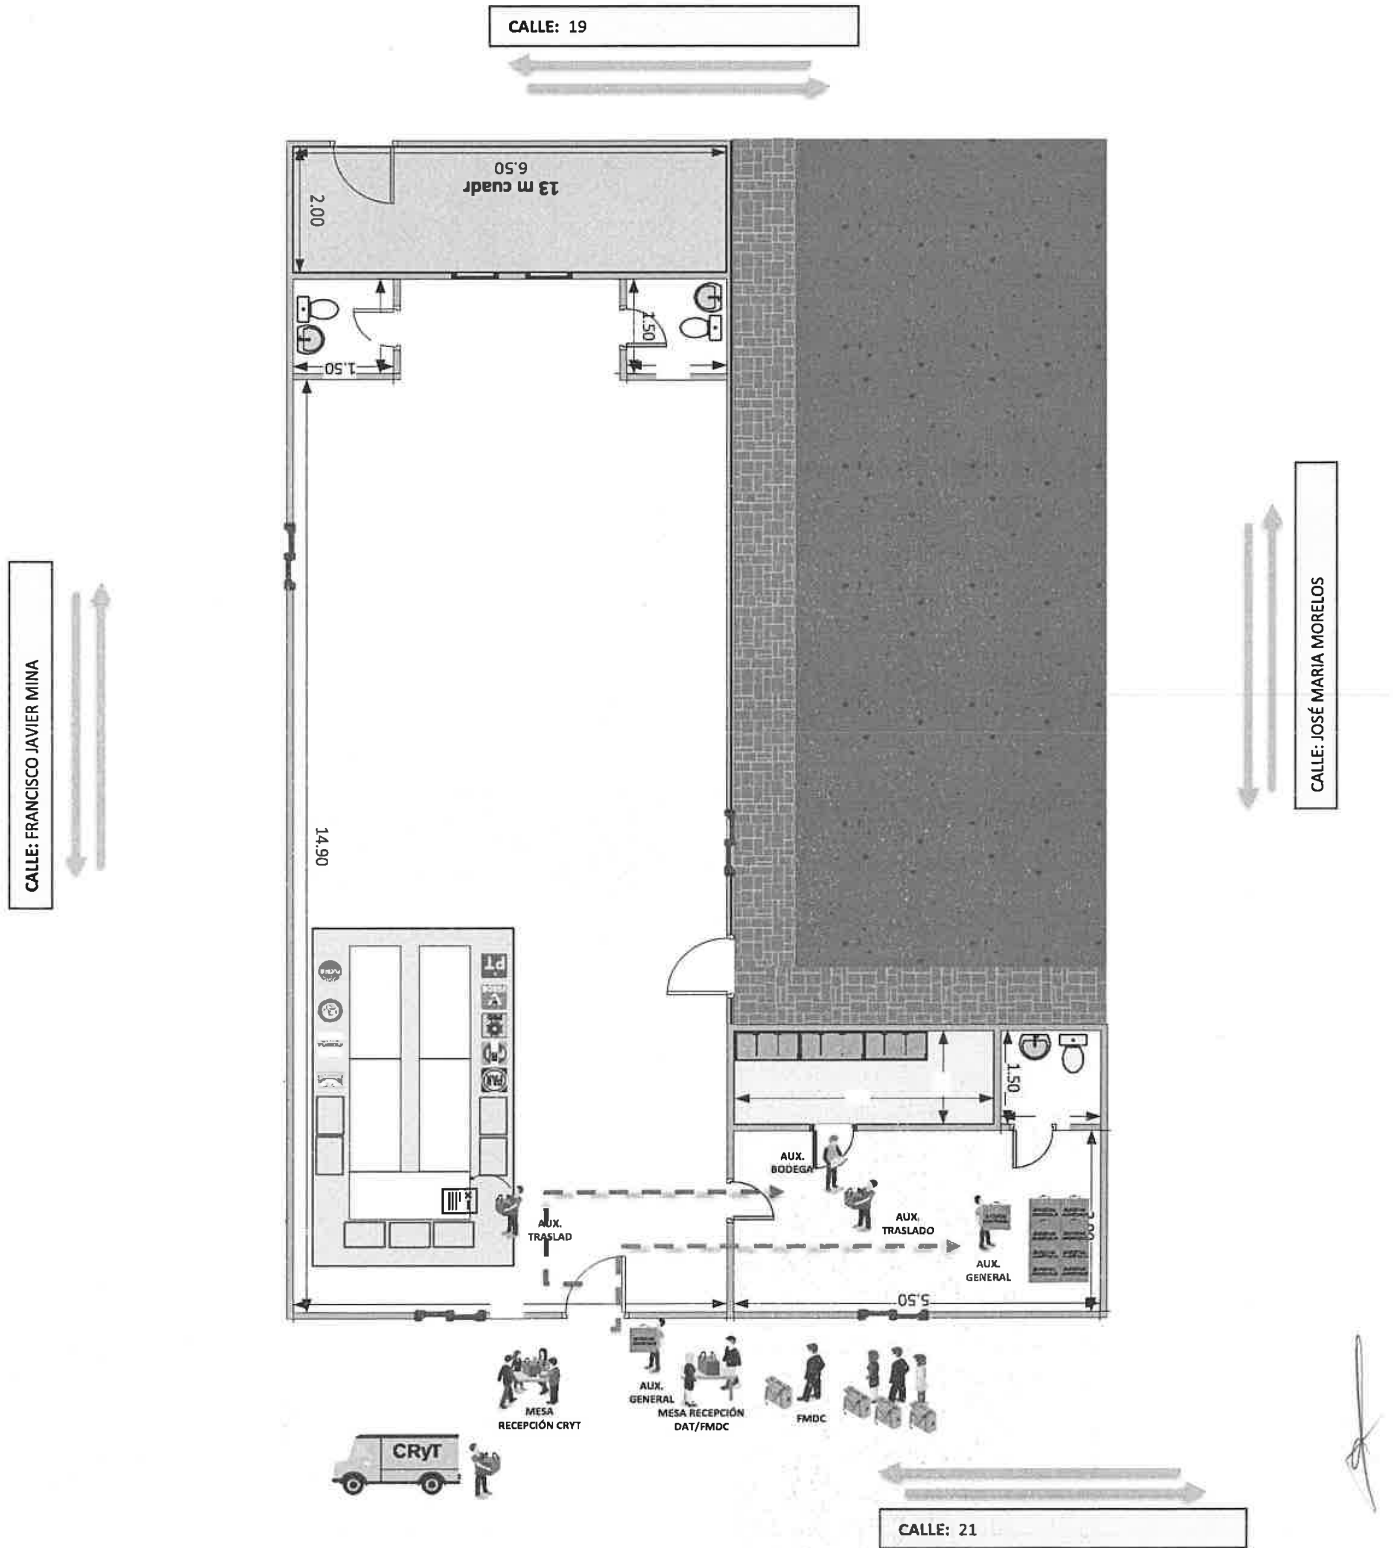 CALLE: 19
6.50
13 m cuadr
2.00
1.50
1.50
CALLE: FRANCISCO JAVIER MINA
CALLE: JOSÉ MARIA MORELOS
14.90
PT
1.50
AUX.
BODEGA
AUX.
TRASLAD
AUX.
TRASLADO
AUX.
GENERAL
5.50
AUX.
GENERAL
MESA
RECEPCIÓN CRYT
MESA RECEPCIÓN
DAT/FMDC
FMDC
CRyT
CALLE: 21